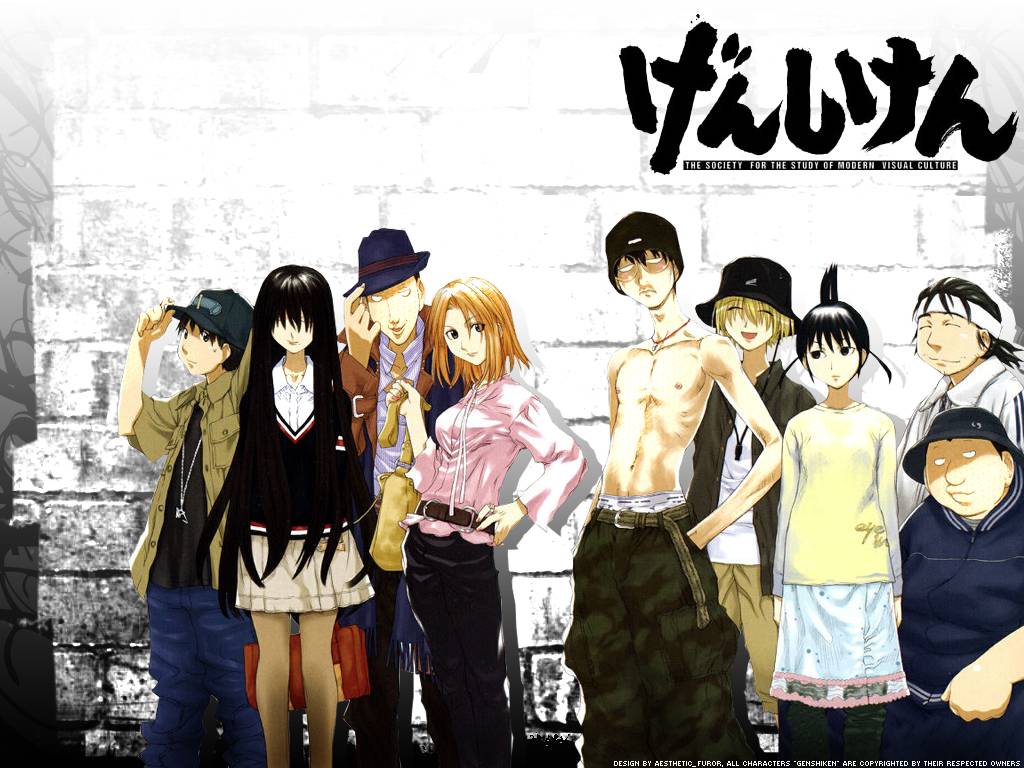 げんしけん
THE SOCIETY FOR THE STUDY OF MODERN VISUAL CULTURE
DESIGN BY AESTHETIC_FUROR, ALL CHARACTERS "GENSHIKEN" ARE COPYRIGHTED BY THEIR RESPECTED OWNERS